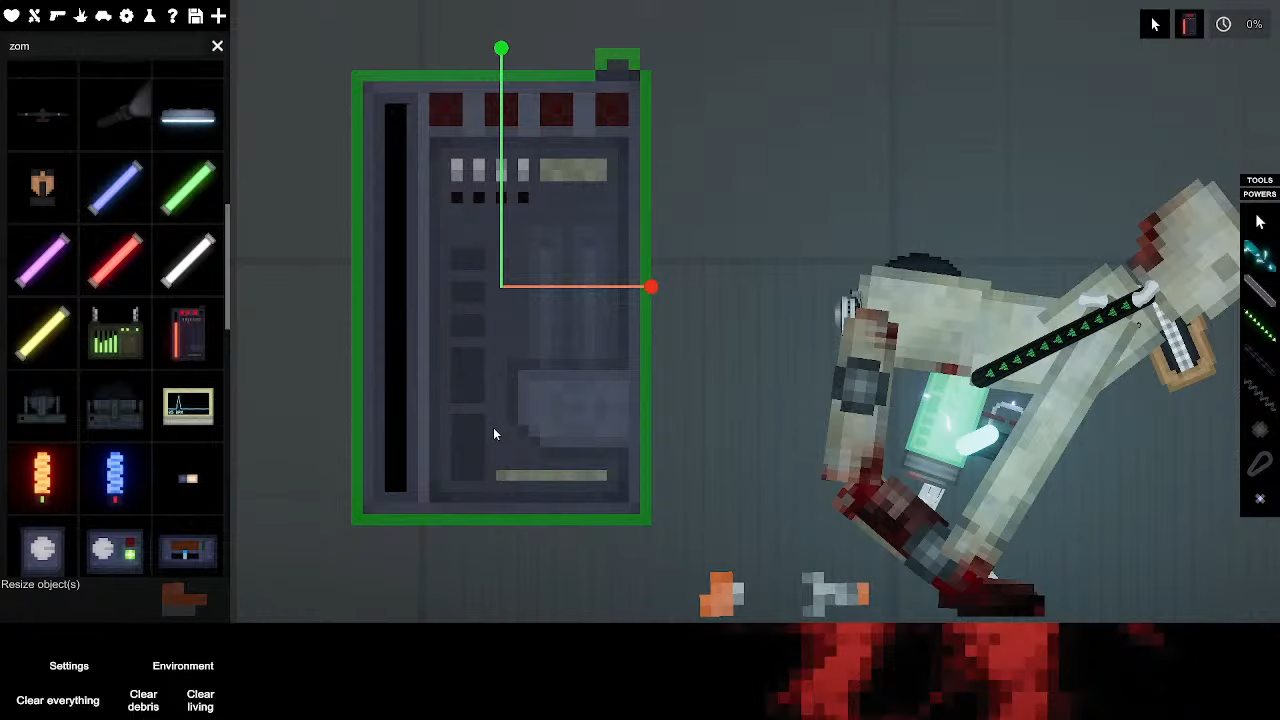 zom
0%
TOOLS
POWERS
Resize object(s)
Settings
Environment
Clear everything
Clear debris
Clear living